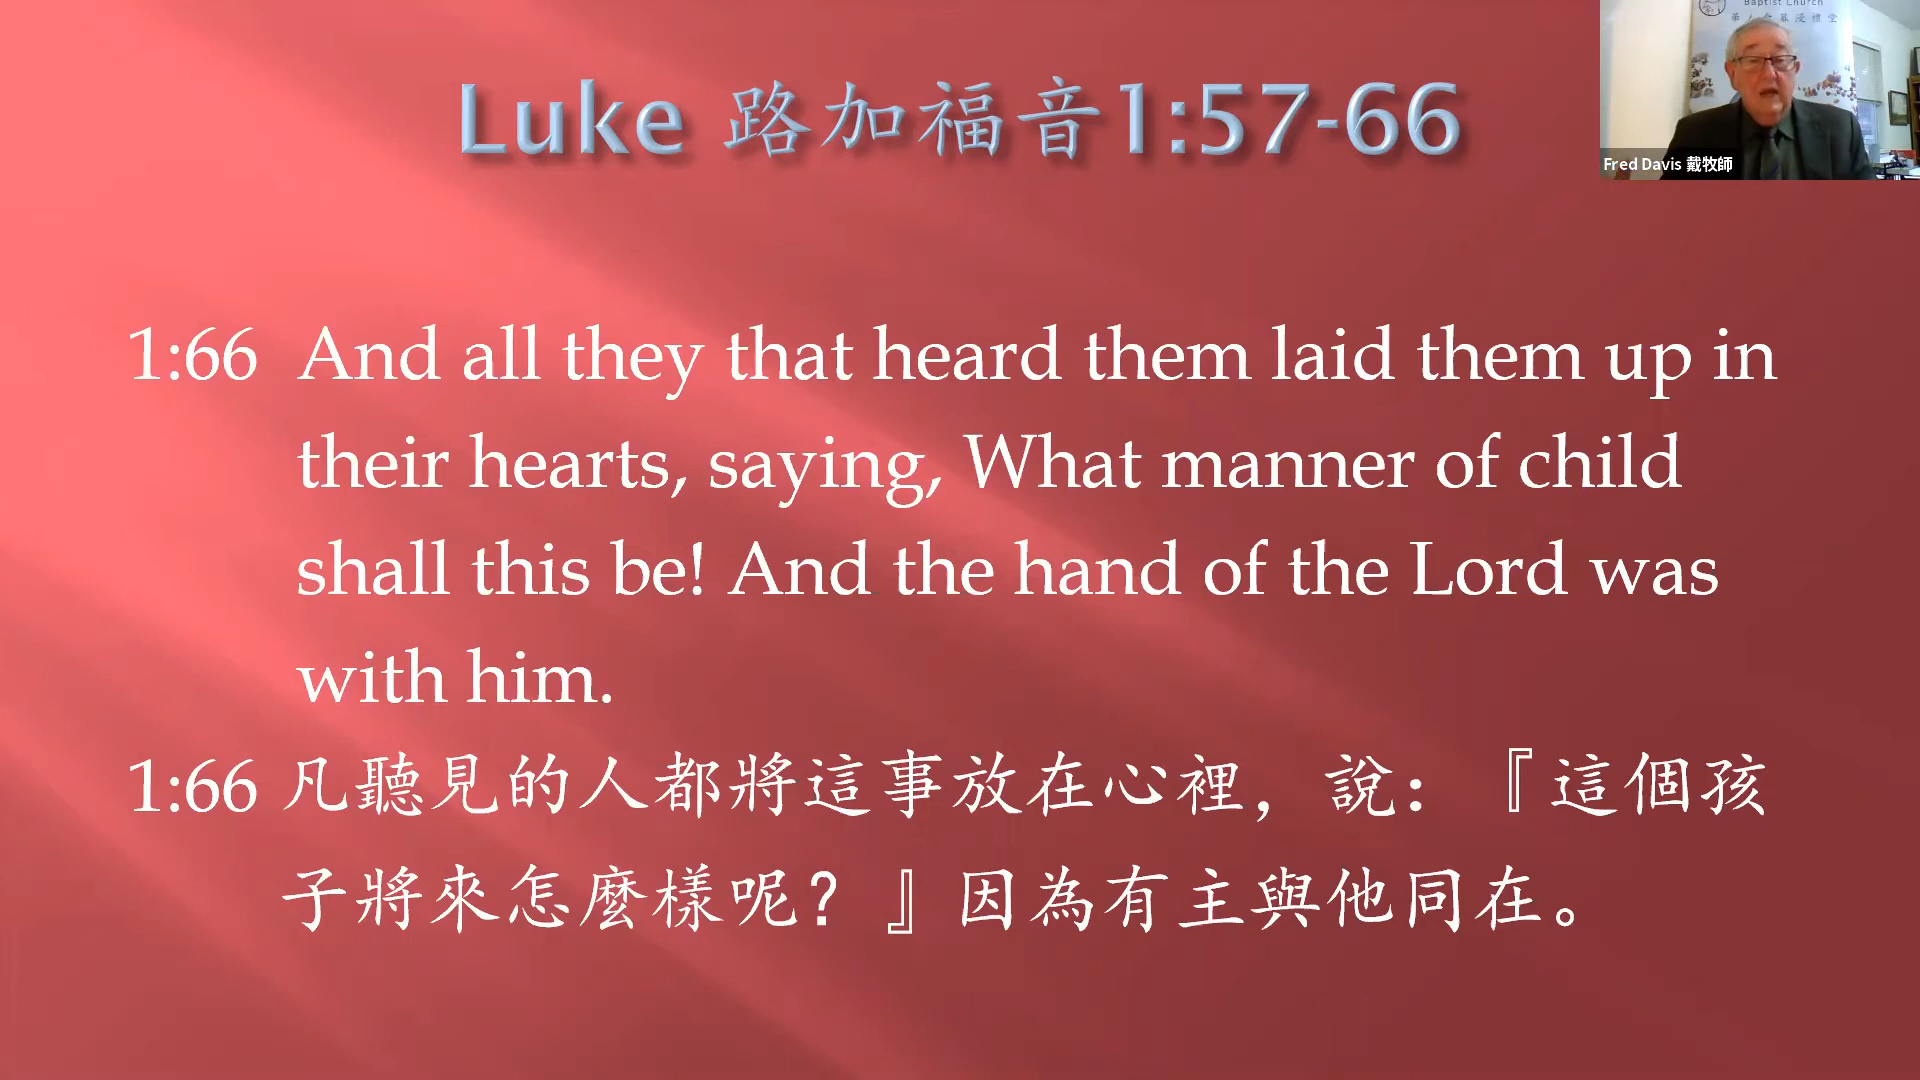 Luke 路加福音1:57-66
Baptist Church
Fred Davis 戴牧師
1:66 And all they that heard them laid them up in
their hearts, saying, What manner of child
shall this be! And the hand of the Lord was
with him.
1:66 凡聽見的人都將這事放在心裡，說：『這個孩
子將來怎麼樣呢？』因為有主與他同在。